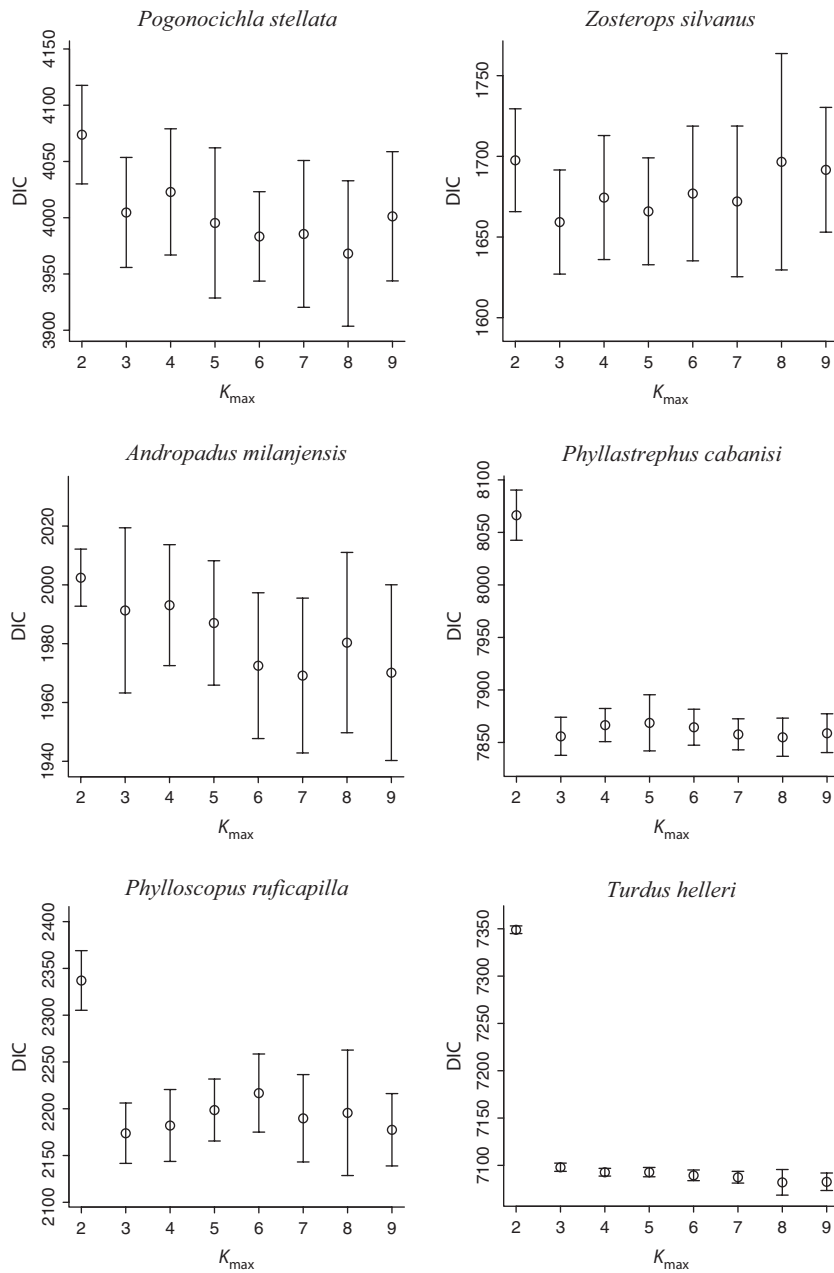 Pogonocichla stellata
DIC
4150
4100
4050
4000
3950
3900
2 3 4 5 6 7 8 9
Kmax
Zosterops silvanus
DIC
1750
1700
1650
1600
2 3 4 5 6 7 8 9
Kmax
Andropadus milanjensis
DIC
2020
2000
1980
1960
1940
2 3 4 5 6 7 8 9
Kmax
Phyllastrephus cabanisi
DIC
8100
8050
8000
7950
7900
7850
2 3 4 5 6 7 8 9
Kmax
Phylloscopus ruficapilla
DIC
2400
2350
2300
2250
2200
2150
2100
2 3 4 5 6 7 8 9
Kmax
Turdus helleri
DIC
7350
7300
7250
7200
7150
7100
2 3 4 5 6 7 8 9
Kmax